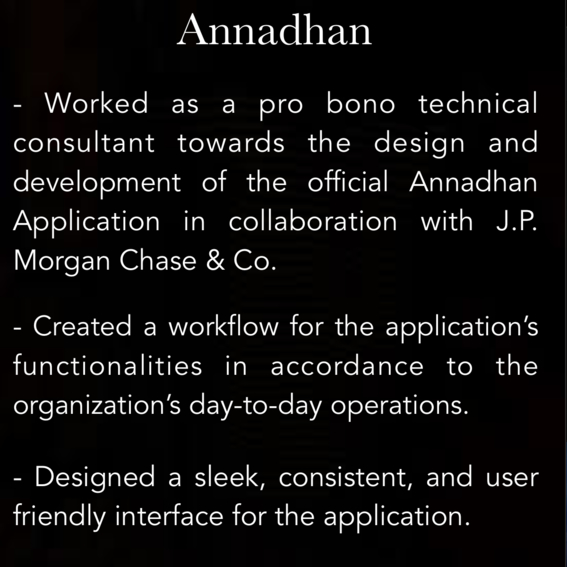 Annadhan
- Worked as a pro bono technical
consultant towards the design and
development of the official Annadhan
Application in collaboration with J.P.
Morgan Chase & Co.
- Created a workflow for the application’s
functionalities in accordance to the
organization’s day-to-day operations.
- Designed a sleek, consistent, and user
friendly interface for the application.